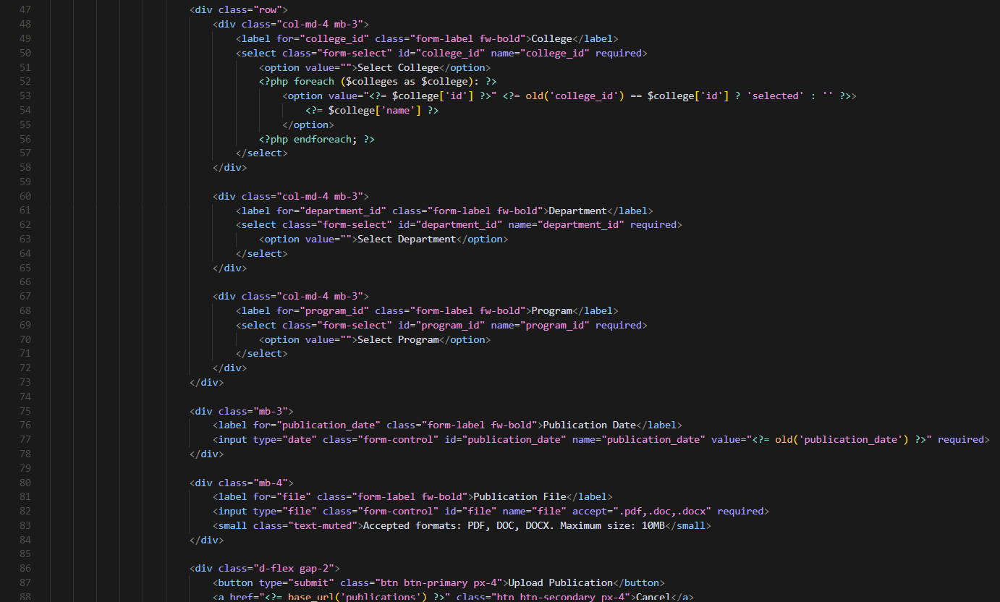 47 <div class="row">
48 <div class="col-md-4 mb-3">
49 <label for="college_id" class="form-label fw-bold">College</label>
50 <select class="form-select" id="college_id" name="college_id" required>
51 <option value="">Select College</option>
52 <?php foreach ($colleges as $college): ?>
53 <option value="<?= $college['id'] ?>" <?= old('college_id') == $college['id'] ? 'selected' : '' ?>>
54 <?= $college['name'] ?>
55 </option>
56 <?php endforeach; ?>
57 </select>
58 </div>
59
60 <div class="col-md-4 mb-3">
61 <label for="department_id" class="form-label fw-bold">Department</label>
62 <select class="form-select" id="department_id" name="department_id" required>
63 <option value="">Select Department</option>
64 </select>
65 </div>
66
67 <div class="col-md-4 mb-3">
68 <label for="program_id" class="form-label fw-bold">Program</label>
69 <select class="form-select" id="program_id" name="program_id" required>
70 <option value="">Select Program</option>
71 </select>
72 </div>
73 </div>
74
75 <div class="mb-3">
76 <label for="publication_date" class="form-label fw-bold">Publication Date</label>
77 <input type="date" class="form-control" id="publication_date" name="publication_date" value="<?= old('publication_date') ?>" required>
78 </div>
79
80 <div class="mb-4">
81 <label for="file" class="form-label fw-bold">Publication File</label>
82 <input type="file" class="form-control" id="file" name="file" accept=".pdf,.doc,.docx" required>
83 <small class="text-muted">Accepted formats: PDF, DOC, DOCX. Maximum size: 10MB</small>
84 </div>
85
86 <div class="d-flex gap-2">
87 <button type="submit" class="btn btn-primary px-4">Upload Publication</button>
88 <a href="<?= base_url('publications') ?>" class="btn btn-secondary px-4">Cancel</a>